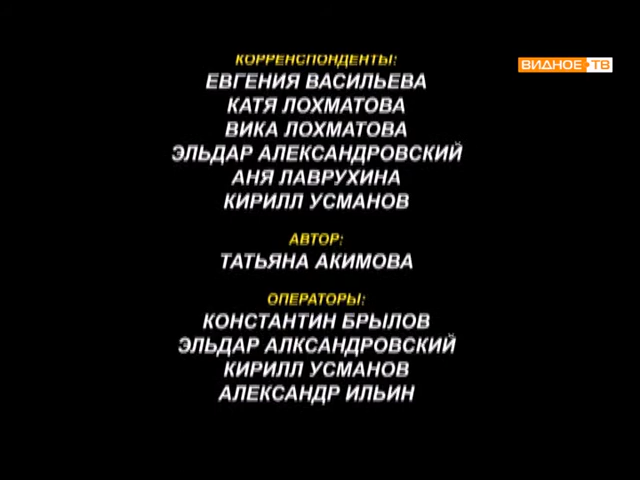 КОРРЕНСПОНДЕНТЫ:
ВИДНОЕ ТВ
ЕВГЕНИЯ ВАСИЛЬЕВА
КАТЯ ЛОХМАТОВА
ВИКА ЛОХМАТОВА
ЭЛЬДАР АЛЕКСАНДРОВСКИЙ
АНЯ ЛАВРУХИНА
КИРИЛЛ УСМАНОВ
АВТОР:
ТАТЬЯНА АКИМОВА
ОПЕРАТОРЫ:
КОНСТАНТИН БРЫЛОВ
ЭЛЬДАР АЛКСАНДРОВСКИЙ
КИРИЛЛ УСМАНОВ
АЛЕКСАНДР ИЛЬИН